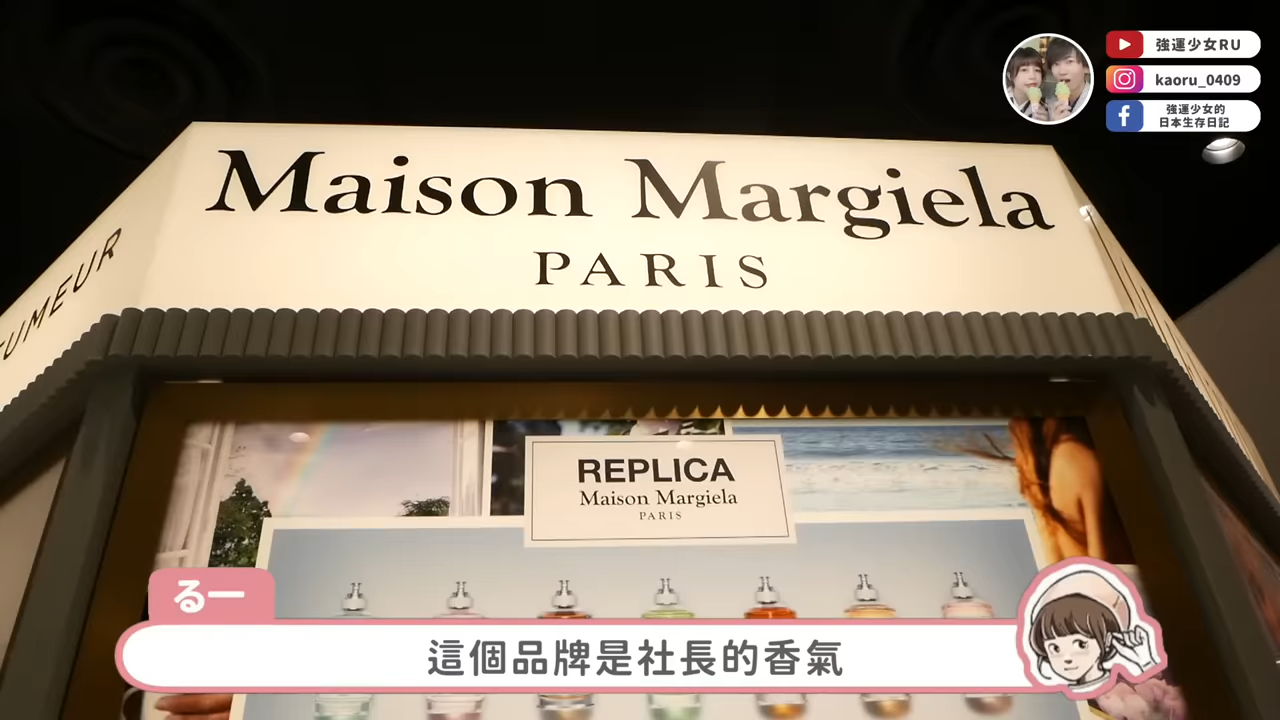 強運少女RU
kaoru_0409
強運少女的
日本生存日記
Maison Margiela
PARIS
UMEUR
REPLICA
Maison Margiela
PARIS
るー
這個品牌是社長的香氣